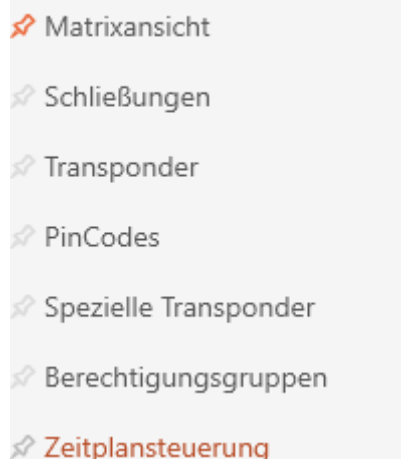 Matrixansicht
Schließungen
Transponder
PinCodes
Spezielle Transponder
Berechtigungsgruppen
Zeitplansteuerung